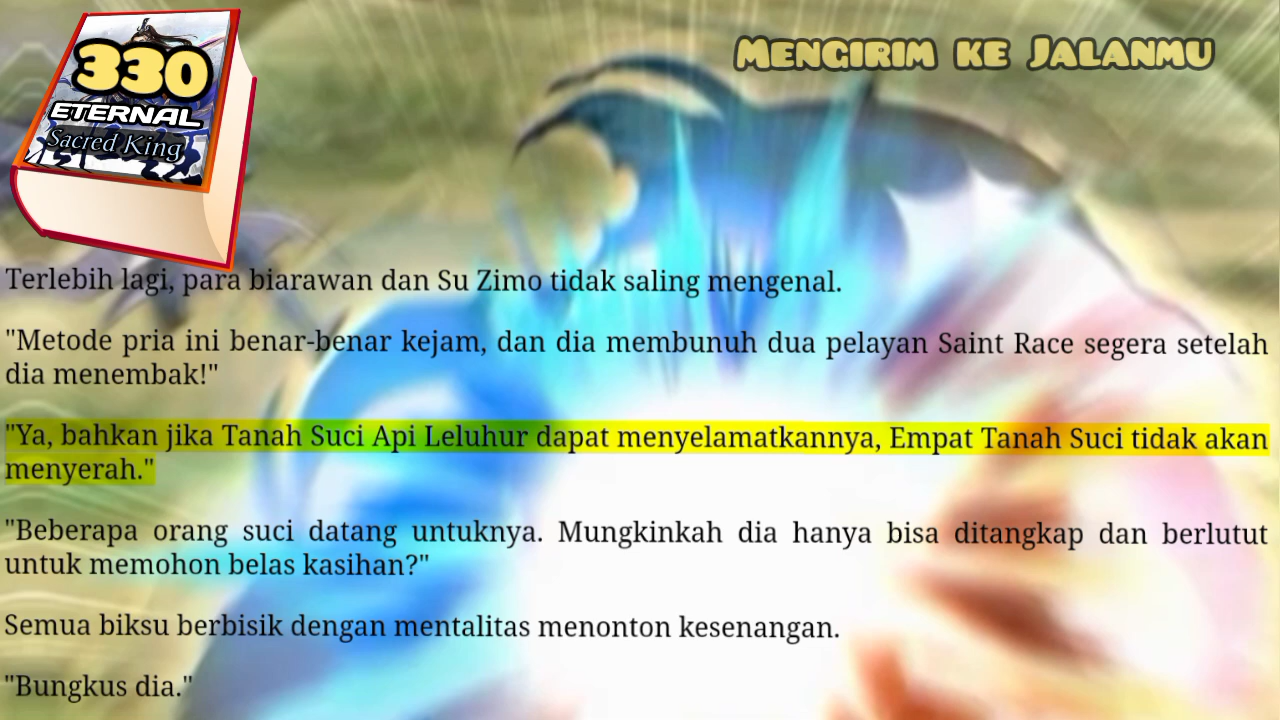 330
ETERNAL
Sacred King
Mengirim ke Jalanmu
Terlebih lagi, para biarawan dan Su Zimo tidak saling mengenal.
"Metode pria ini benar-benar kejam, dan dia membunuh dua pelayan Saint Race segera setelah
dia menembak!"
"Ya, bahkan jika Tanah Suci Api Leluhur dapat menyelamatkannya, Empat Tanah Suci tidak akan
menyerah."
"Beberapa orang suci datang untuknya. Mungkinkah dia hanya bisa ditangkap dan berlutut
untuk memohon belas kasihan?"
Semua biksu berbisik dengan mentalitas menonton kesenangan.
"Bungkus dia."